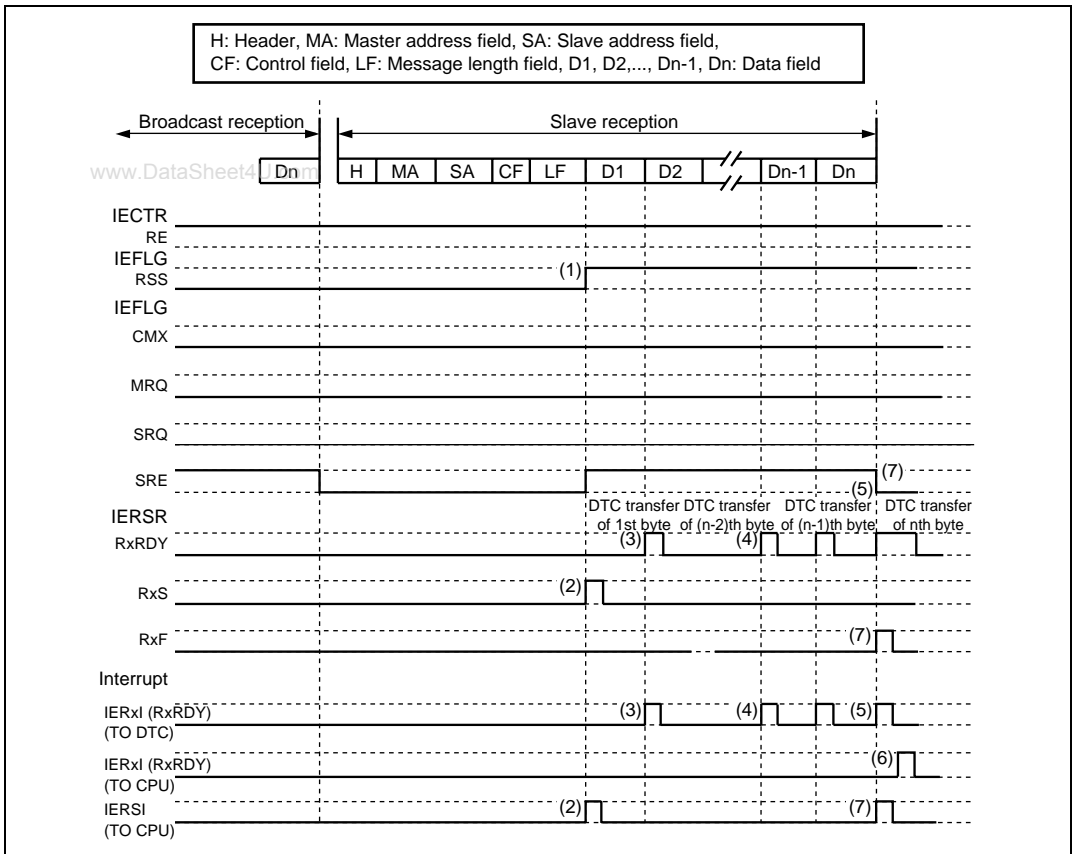 H: Header, MA: Master address field, SA: Slave address field,
CF: Control field, LF: Message length field, D1, D2,..., Dn-1, Dn: Data field
Broadcast reception
Slave reception
www.DataSheet4U.com
Dn H MA SA CF LF D1 D2 Dn-1 Dn
IECTR
RE
IEFLG
RSS (1)
IEFLG
CMX
MRQ
SRQ
SRE (5) (7)
DTC transfer DTC transfer DTC transfer DTC transfer
IERSR of 1st byte of (n-2)th byte of (n-1)th byte of nth byte
RxRDY (3) (4)
RxS (2)
RxF (7)
Interrupt
IERxI (RxRDY) (3) (4) (5)
(TO DTC)
IERxI (RxRDY) (6)
(TO CPU)
IERSI (2) (7)
(TO CPU)